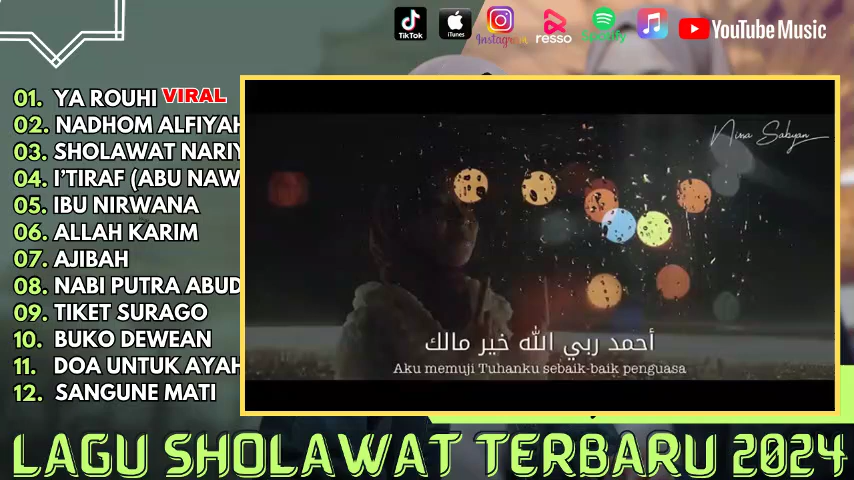 TikTok
iTunes
Instagram
resso
Spotify
YouTube Music
01. YA ROUHI VIRAL
02. NADHOM ALFIYAH
03. SHOLAWAT NARIY
04. I'TIRAF (ABU NAW
05. IBU NIRWANA
06. ALLAH KARIM
07. AJIBAH
08. NABI PUTRA ABUD
09. TIKET SURAGO
10. BUKO DEWEAN
11. DOA UNTUK AYAH
12. SANGUNE MATI
Nissa Sabyan
أحمد ربي الله خير مالك
Aku memuji Tuhanku sebaik-baik penguasa
LAGU SHOLAWAT TERBARU 2024